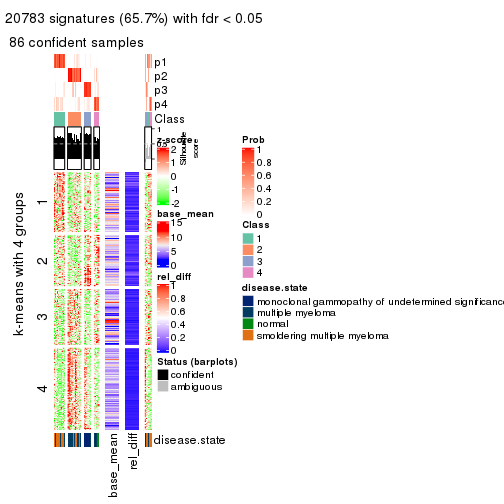 20783 signatures (65.7%) with fdr < 0.05
86 confident samples
p1
p2
p3
p4
Class
1
0.5
0
Silhouette
score
k-means with 4 groups
1
2
3
4
base_mean
rel_diff
disease.state
z-score
2
1
0
-1
-2
base_mean
15
10
5
0
rel_diff
1
0.8
0.6
0.4
0.2
0
Status (barplots)
confident
ambiguous
Prob
1
0.8
0.6
0.4
0.2
0
Class
1
2
3
4
disease.state
monoclonal gammopathy of undetermined significance
multiple myeloma
normal
smoldering multiple myeloma